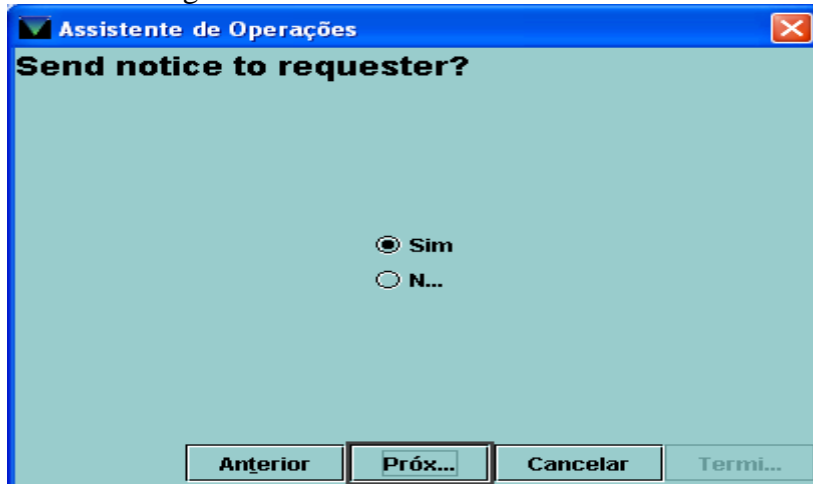 Assistente de Operações
Send notice to requester?
Sim
N...
Anterior Próx... Cancelar Termi...